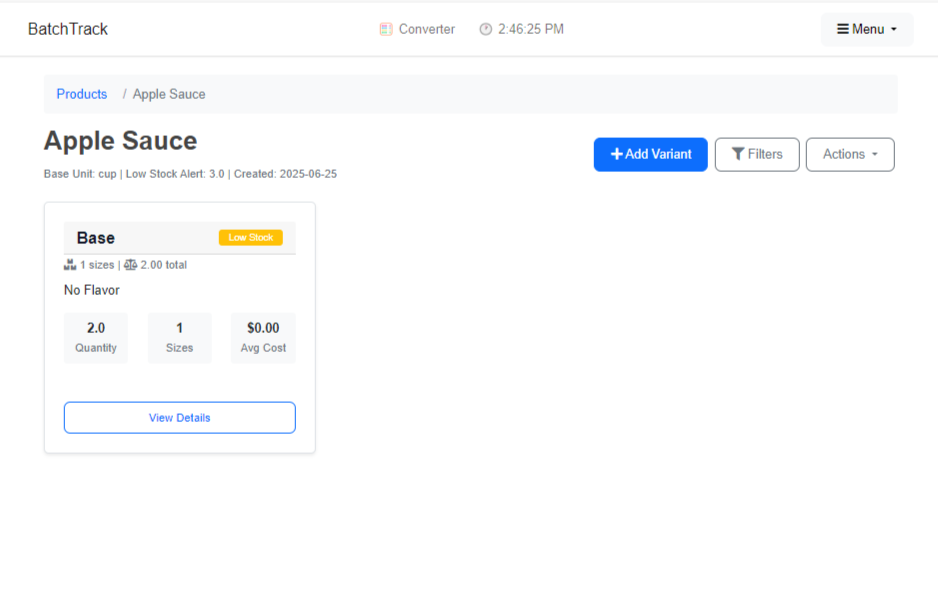 BatchTrack
Converter
2:46:25 PM
Menu
Products / Apple Sauce
Apple Sauce
Base Unit: cup | Low Stock Alert: 3.0 | Created: 2025-06-25
Add Variant
Filters
Actions
Base
Low Stock
1 sizes | 2.00 total
No Flavor
2.0
Quantity
1
Sizes
$0.00
Avg Cost
View Details